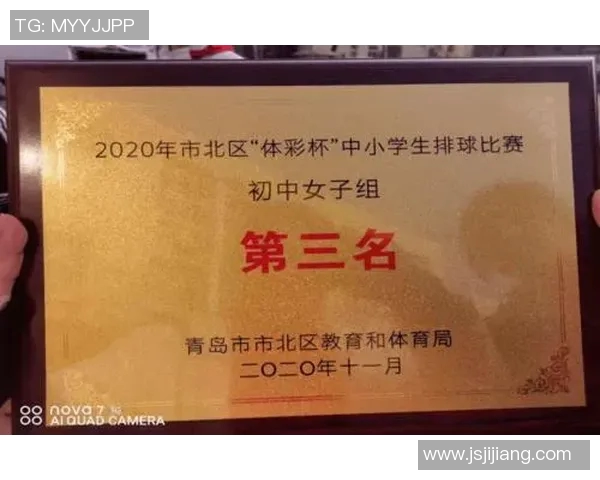 TG: MYYJJPP
2020年市北区“体彩杯”中小学生排球比赛
初中女子组
第三名
青岛市市北区教育和体育局
二〇二〇年十一月
nova 7
AI QUAD CAMERA
www.jsjijiang.com